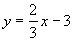 y = 2/3 x − 3